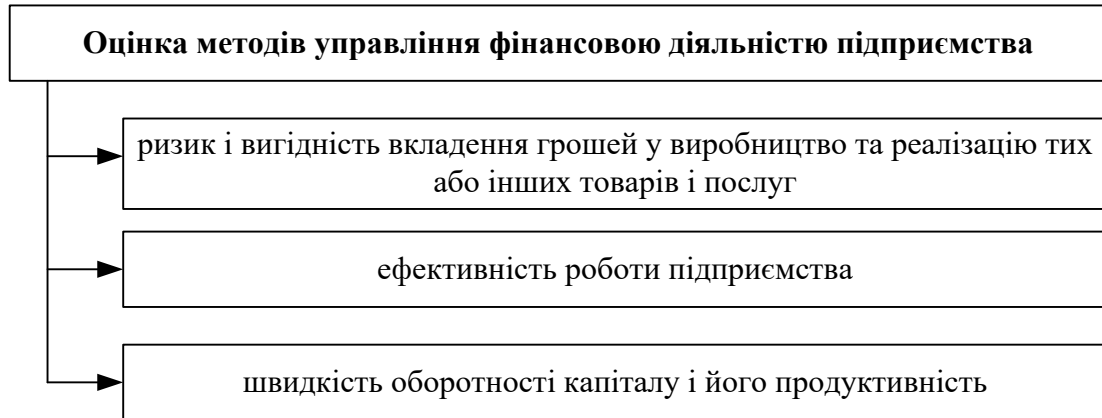 Оцінка методів управління фінансовою діяльністю підприємства
ризик і вигідність вкладення грошей у виробництво та реалізацію тих
або інших товарів і послуг
ефективність роботи підприємства
швидкість оборотності капіталу і його продуктивність